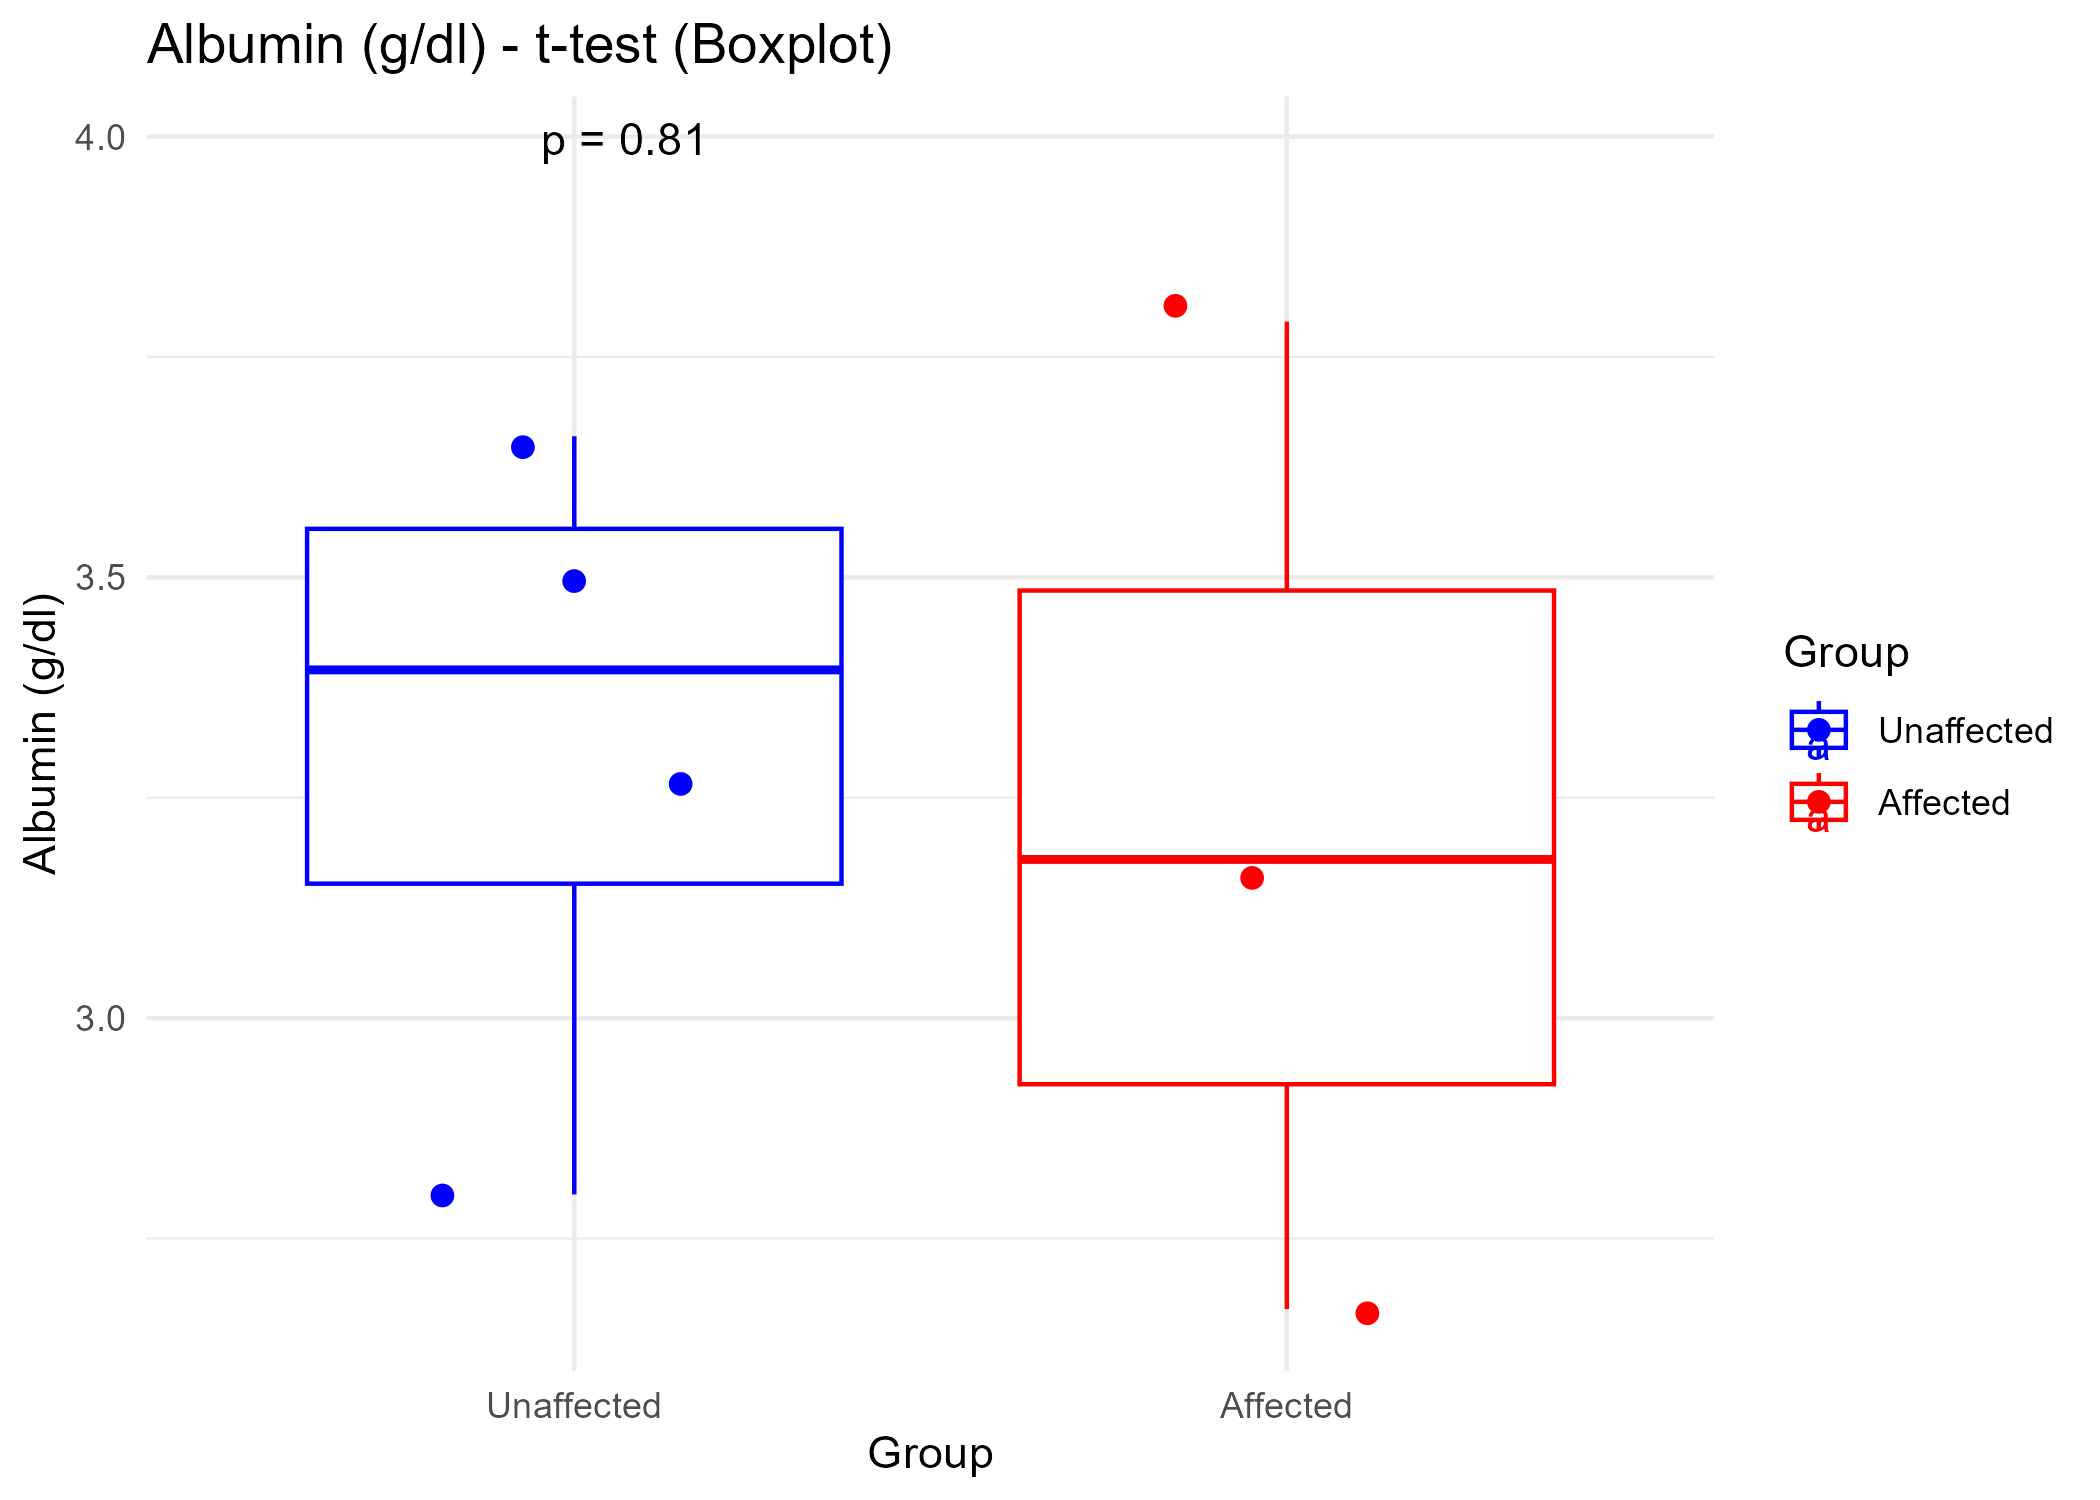 Albumin (g/dl) - t-test (Boxplot)
p = 0.81
4.0
3.5
3.0
Albumin (g/dl)
Unaffected
Affected
Group
Group
a
Unaffected
a
Affected